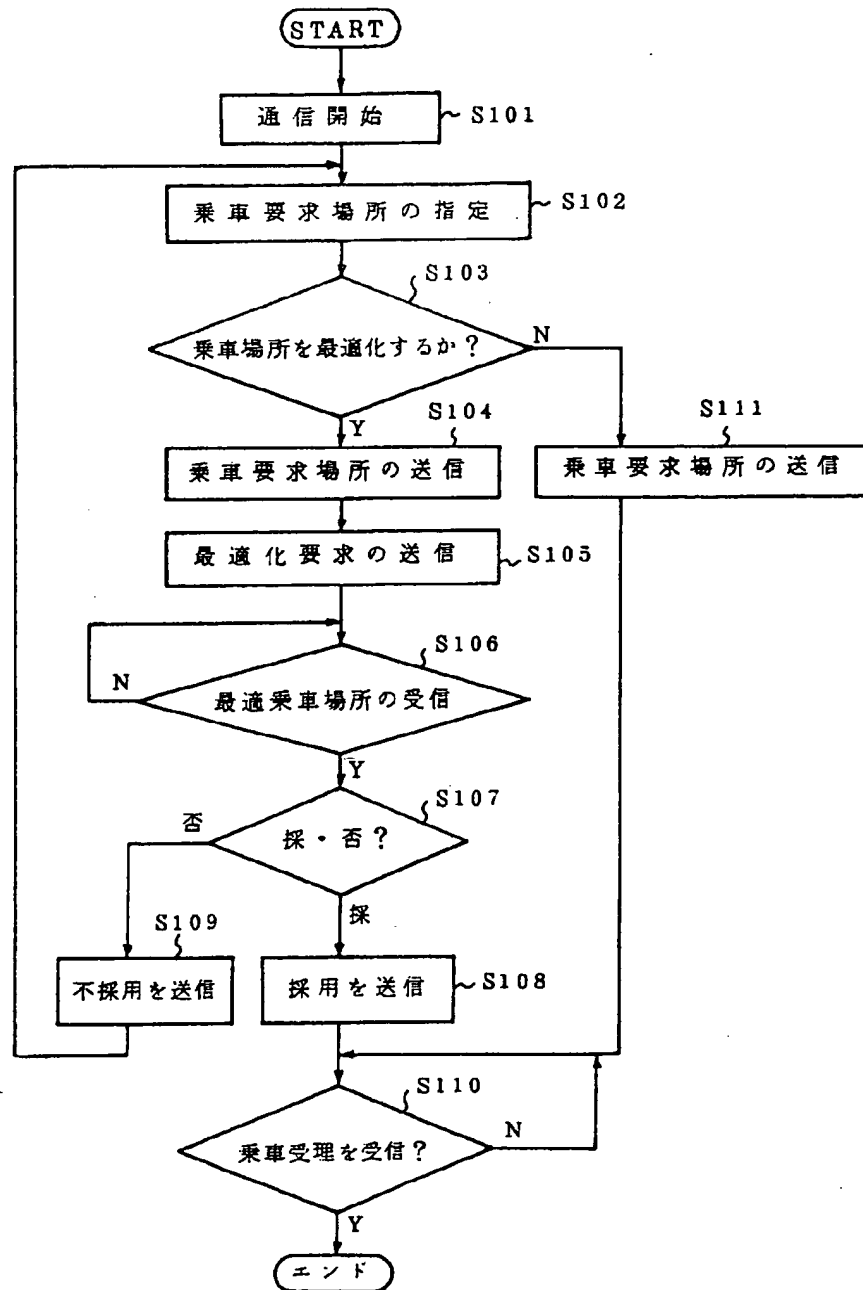 START
通信開始
S101
乗車要求場所の指定
S102
S103
乗車場所を最適化するか?
N
Y
S104
乗車要求場所の送信
S111
乗車要求場所の送信
最適化要求の送信
S105
S106
N
最適乗車場所の受信
Y
S107
否
採・否?
採
S109
不採用を送信
採用を送信
S108
S110
乗車受理を受信?
N
Y
エンド